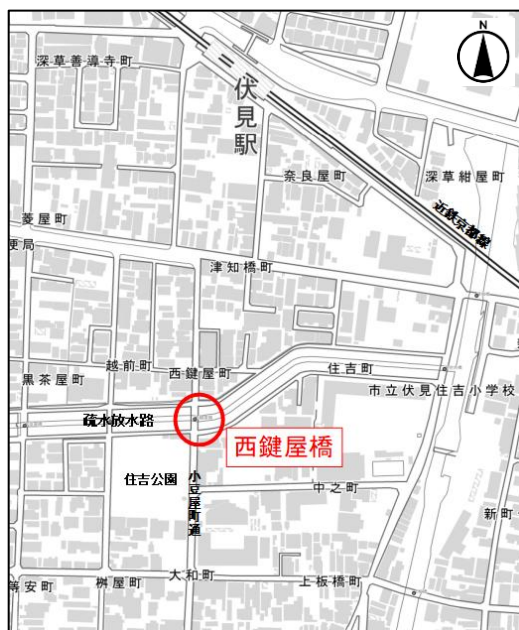 N
深草善導寺町
伏見駅
奈良屋町
深草紺屋町
近鉄京都線
菱屋町
便局
津知橋町
越前町
西鍵屋町
住吉町
黒茶屋町
市立伏見住吉小学校
疏水放水路
西鍵屋橋
住吉公園
小豆屋町通
中之町
新町
大和町
桝屋町
上板橋町
等安町